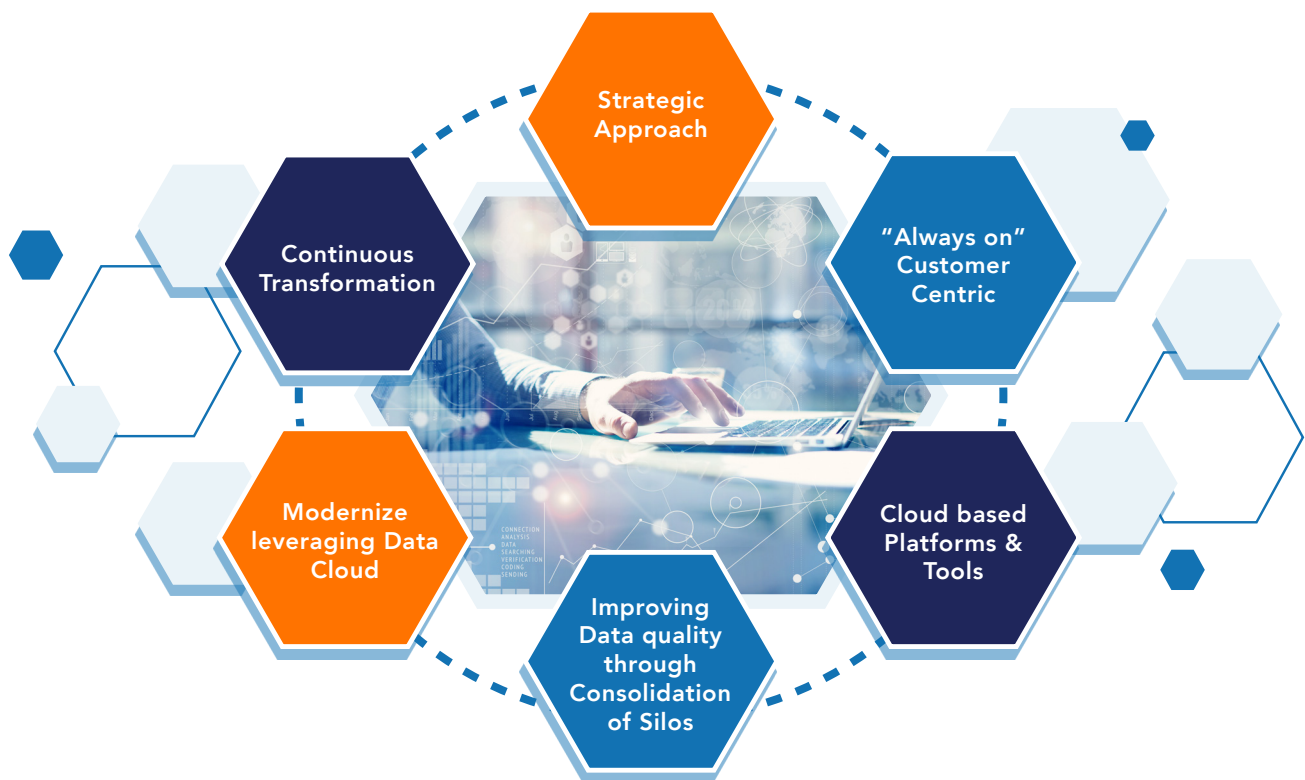 Strategic
Approach
"Always on"
Customer
Centric
Cloud based
Platforms &
Tools
Improving
Data quality
through
Consolidation
of Silos
Modernize
leveraging Data
Cloud
Continuous
Transformation
CONNECTION
ANALYSIS
DATA
SEARCHING
VERIFICATION
CODING
SENDING